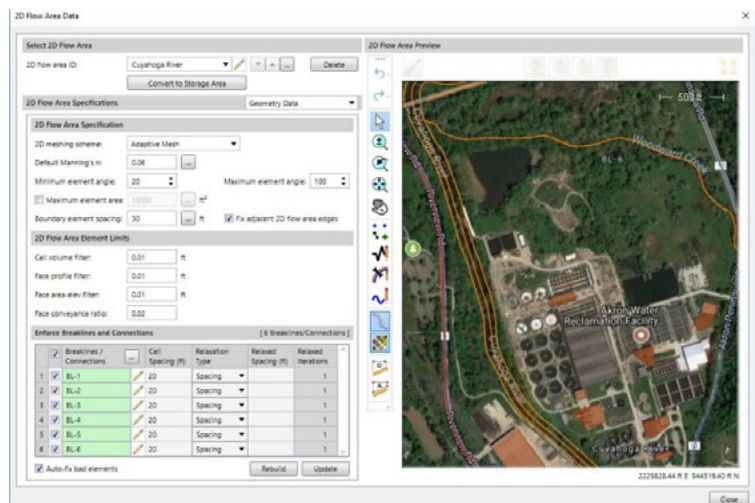 2D Flow Area Data
Select 2D Flow Area
2D flow area ID: Cuyahoga River ... Delete
Convert to Storage Area
2D Flow Area Specifications Geometry Data
2D Flow Area Specification
2D meshing scheme: Adaptive Mesh
Default Manning's n: 0.06 ...
Minimum element angle: 20 Maximum element angle: 100
Maximum element area: 10000 ... ft²
Boundary element spacing: 30 ... ft Fix adjacent 2D flow area edges
2D Flow Area Element Limits
Cell volume filter: 0.01 ft
Face profile filter: 0.01 ft
Face area-elev filter: 0.01 ft
Face conveyance ratio: 0.02
Enforce Breaklines and Connections [ 6 Breaklines/Connections ]
Breaklines / Connections ... Cell Spacing (ft) Relaxation Type Relaxed Spacing (ft) Relaxed Iterations
1 BL-1 20 Spacing 1
2 BL-2 20 Spacing 1
3 BL-3 20 Spacing 1
4 BL-4 20 Spacing 1
5 BL-5 20 Spacing 1
6 BL-6 20 Spacing 1
Auto-fix bad elements Rebuild Update
2D Flow Area Preview
Cuyahoga River
Riverview Rd
Woodward Creek
BL-6
Akron Water
Reclamation Facility
Riverview Rd
Cuyahoga River
2225828.44 ft E 544519.40 ft N
Close